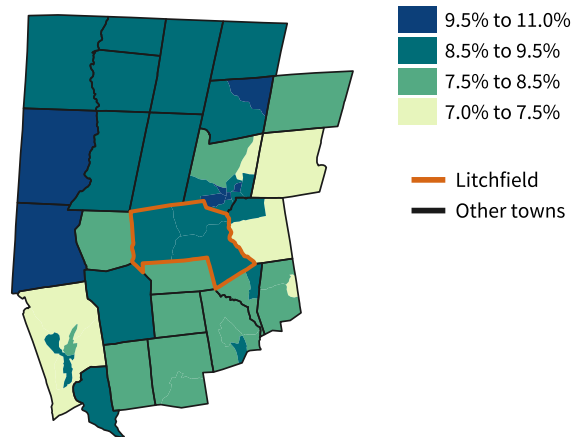 9.5% to 11.0%
8.5% to 9.5%
7.5% to 8.5%
7.0% to 7.5%
Litchfield
Other towns